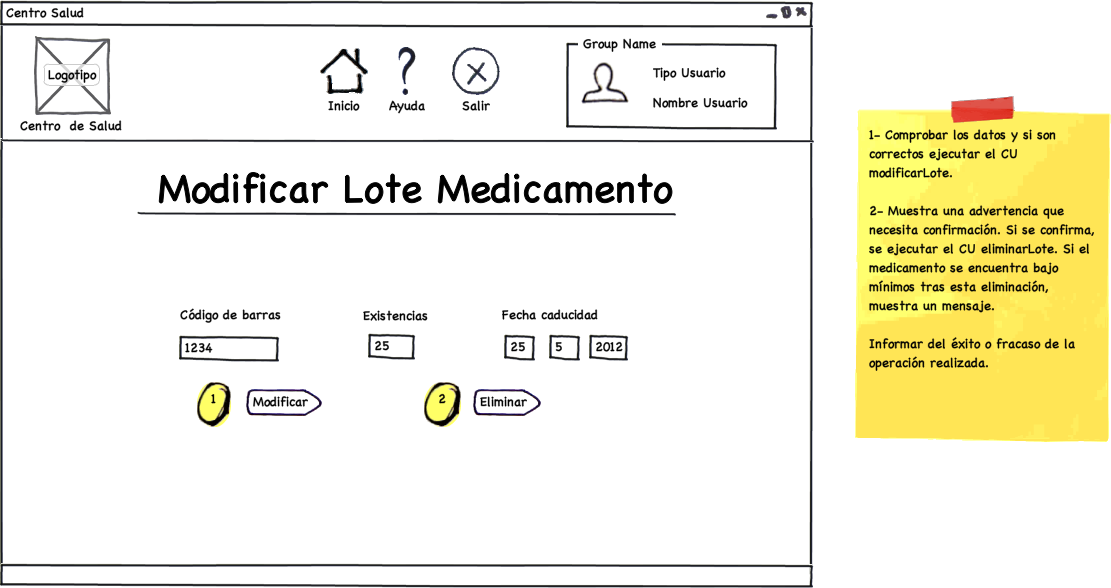 Centro Salud
Logotipo
Centro de Salud
Inicio
Ayuda
Salir
Group Name
Tipo Usuario
Nombre Usuario
Modificar Lote Medicamento
Código de barras
Existencias
Fecha caducidad
1234
25
25
5
2012
1
Modificar
2
Eliminar
1- Comprobar los datos y si son
correctos ejecutar el CU
modificarLote.
2- Muestra una advertencia que
necesita confirmación. Si se confirma,
se ejecutar el CU eliminarLote. Si el
medicamento se encuentra bajo
mínimos tras esta eliminación,
muestra un mensaje.
Informar del éxito o fracaso de la
operación realizada.